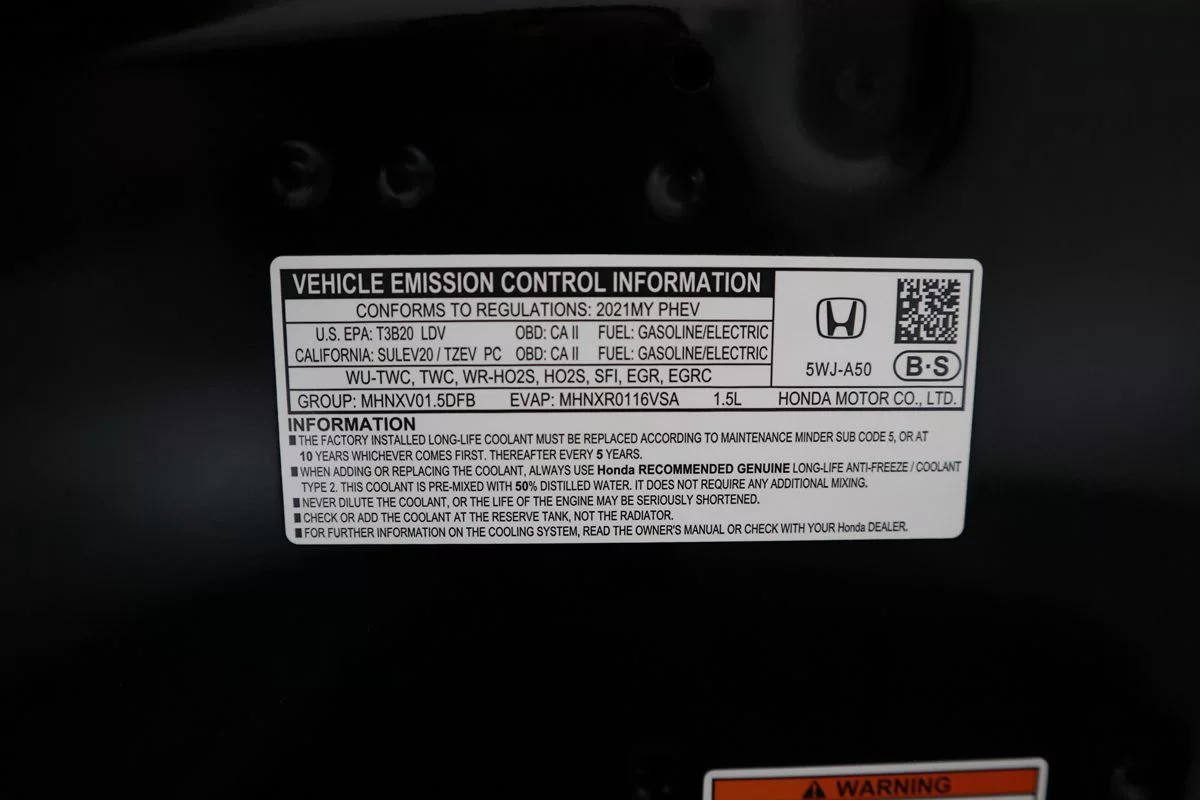 VEHICLE EMISSION CONTROL INFORMATION
CONFORMS TO REGULATIONS: 2021MY PHEV
U.S. EPA: T3B20 LDV OBD: CA II FUEL: GASOLINE/ELECTRIC
CALIFORNIA: SULEV20 / TZEV PC OBD: CA II FUEL: GASOLINE/ELECTRIC
WU-TWC, TWC, WR-HO2S, HO2S, SFI, EGR, EGRC
5WJ-A50 B·S
GROUP: MHNXV01.5DFB EVAP: MHNXR0116VSA 1.5L HONDA MOTOR CO., LTD.
INFORMATION
■ THE FACTORY INSTALLED LONG-LIFE COOLANT MUST BE REPLACED ACCORDING TO MAINTENANCE MINDER SUB CODE 5, OR AT
10 YEARS WHICHEVER COMES FIRST. THEREAFTER EVERY 5 YEARS.
■ WHEN ADDING OR REPLACING THE COOLANT, ALWAYS USE Honda RECOMMENDED GENUINE LONG-LIFE ANTI-FREEZE / COOLANT
TYPE 2. THIS COOLANT IS PRE-MIXED WITH 50% DISTILLED WATER. IT DOES NOT REQUIRE ANY ADDITIONAL MIXING.
■ NEVER DILUTE THE COOLANT, OR THE LIFE OF THE ENGINE MAY BE SERIOUSLY SHORTENED.
■ CHECK OR ADD THE COOLANT AT THE RESERVE TANK, NOT THE RADIATOR.
■ FOR FURTHER INFORMATION ON THE COOLING SYSTEM, READ THE OWNER'S MANUAL OR CHECK WITH YOUR Honda DEALER.
WARNING